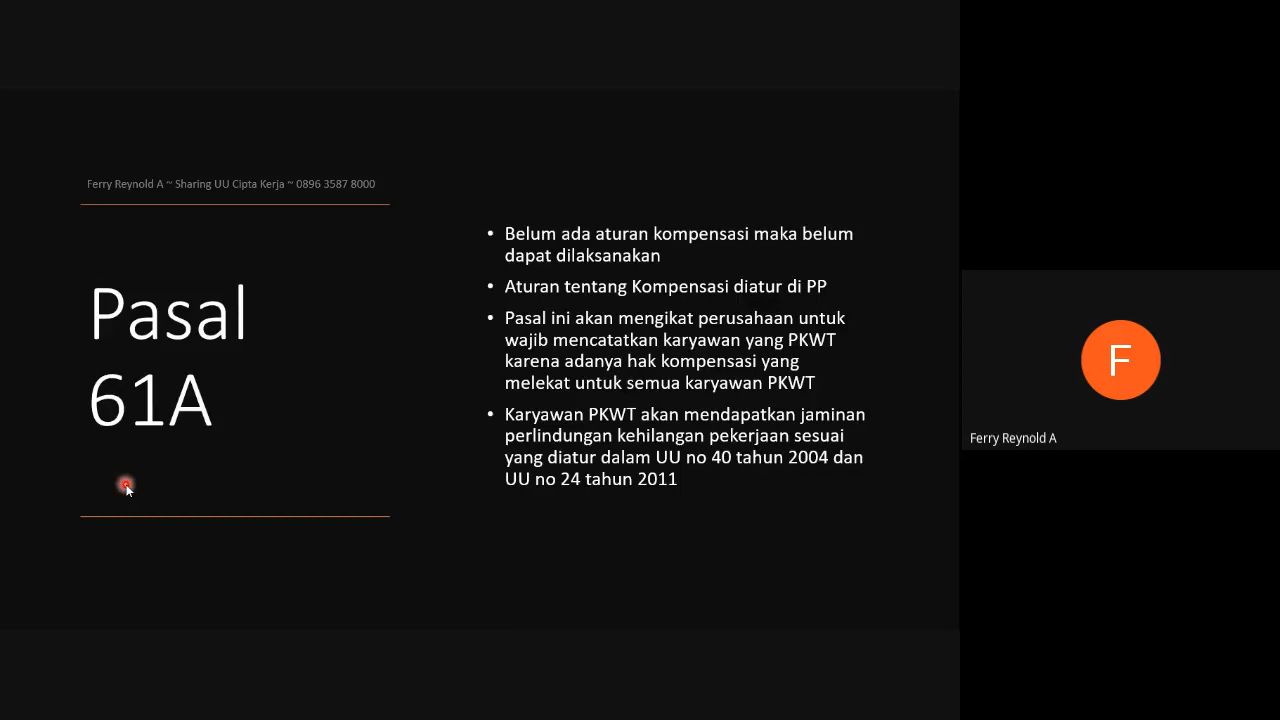 Ferry Reynold A ~ Sharing UU Cipta Kerja ~ 0896 3587 8000
Pasal
61A
• Belum ada aturan kompensasi maka belum
dapat dilaksanakan
• Aturan tentang Kompensasi diatur di PP
• Pasal ini akan mengikat perusahaan untuk
wajib mencatatkan karyawan yang PKWT
karena adanya hak kompensasi yang
melekat untuk semua karyawan PKWT
• Karyawan PKWT akan mendapatkan jaminan
perlindungan kehilangan pekerjaan sesuai
yang diatur dalam UU no 40 tahun 2004 dan
UU no 24 tahun 2011
F
Ferry Reynold A